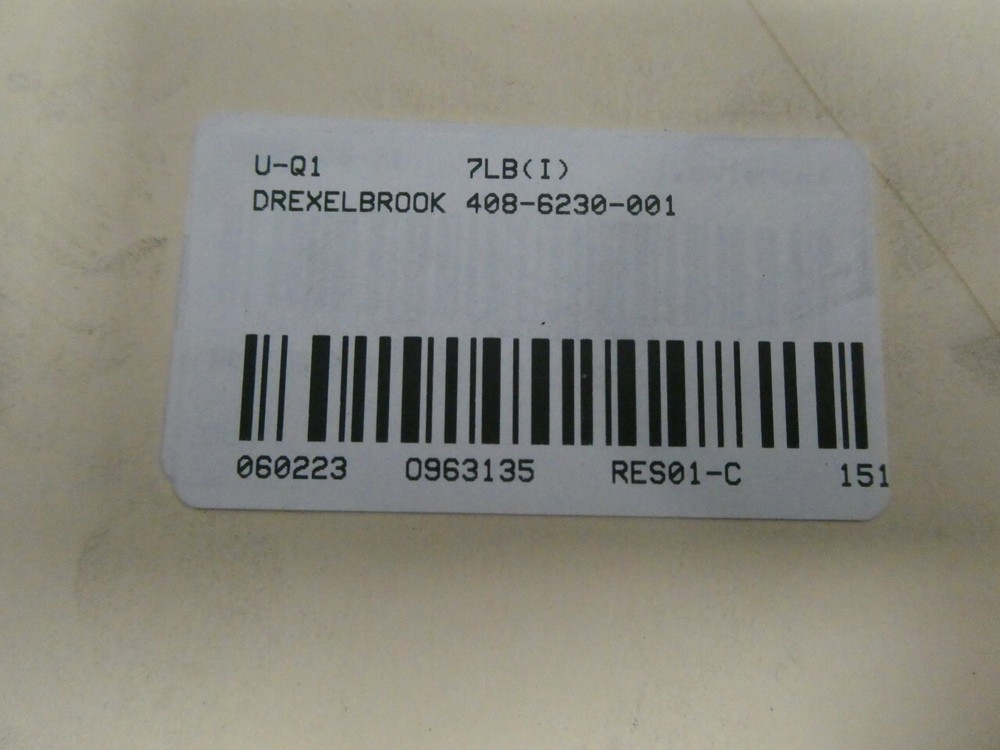 U-Q1 7LB(I)
DREXELBROOK 408-6230-001
060223 0963135 RES01-C 151